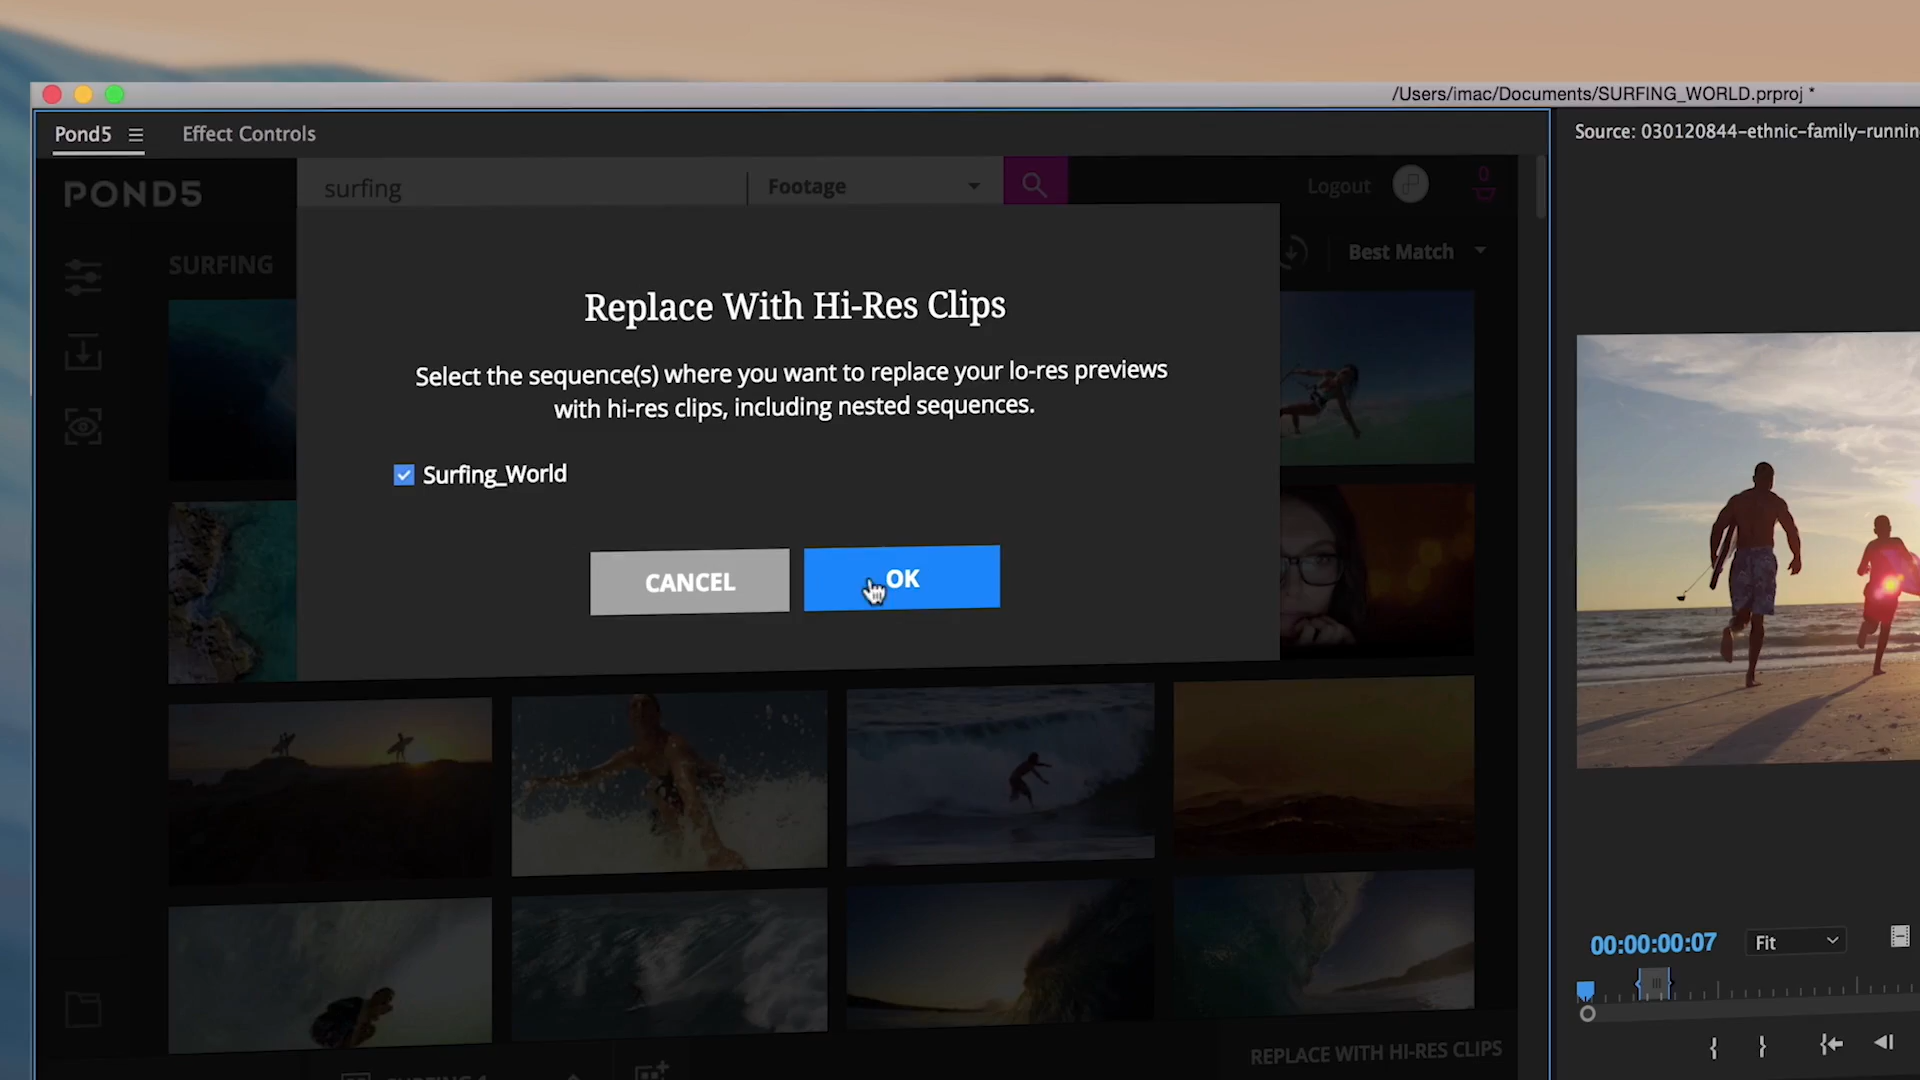 /Users/imac/Documents/SURFING_WORLD.prproj *
Pond5
Effect Controls
Source: 030120844-ethnic-family-runnin
POND5
surfing
Footage
Logout
0
SURFING
Best Match
Replace With Hi-Res Clips
Select the sequence(s) where you want to replace your lo-res previews
with hi-res clips, including nested sequences.
Surfing_World
CANCEL
OK
00:00:00:07
Fit
REPLACE WITH HI-RES CLIPS